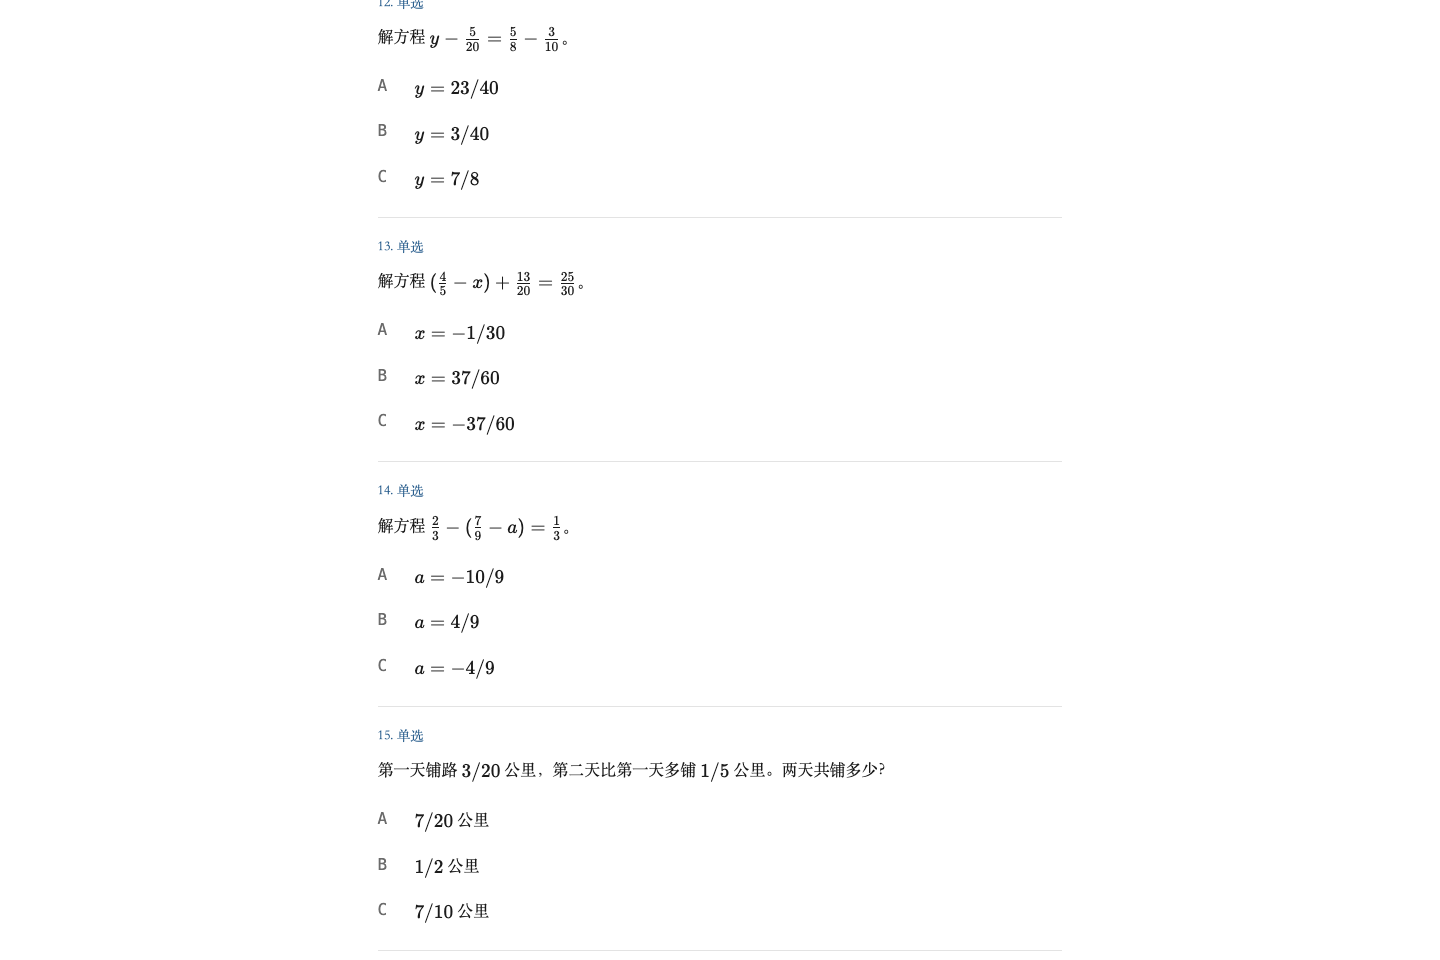 12. 单选
解方程 y − 5/20 = 5/8 − 3/10。
A y = 23/40
B y = 3/40
C y = 7/8
13. 单选
解方程 (4/5 − x) + 13/20 = 25/30。
A x = −1/30
B x = 37/60
C x = −37/60
14. 单选
解方程 2/3 − (7/9 − a) = 1/3。
A a = −10/9
B a = 4/9
C a = −4/9
15. 单选
第一天铺路 3/20 公里，第二天比第一天多铺 1/5 公里。两天共铺多少?
A 7/20 公里
B 1/2 公里
C 7/10 公里